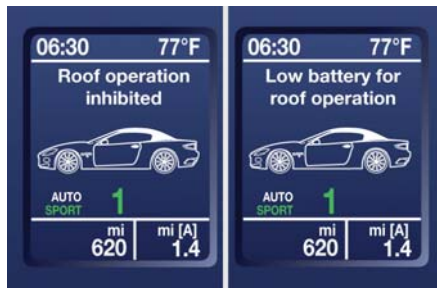 06:30 77°F
Roof operation
inhibited
AUTO
SPORT 1
mi mi [A]
620 1.4
06:30 77°F
Low battery for
roof operation
AUTO
SPORT 1
mi mi [A]
620 1.4